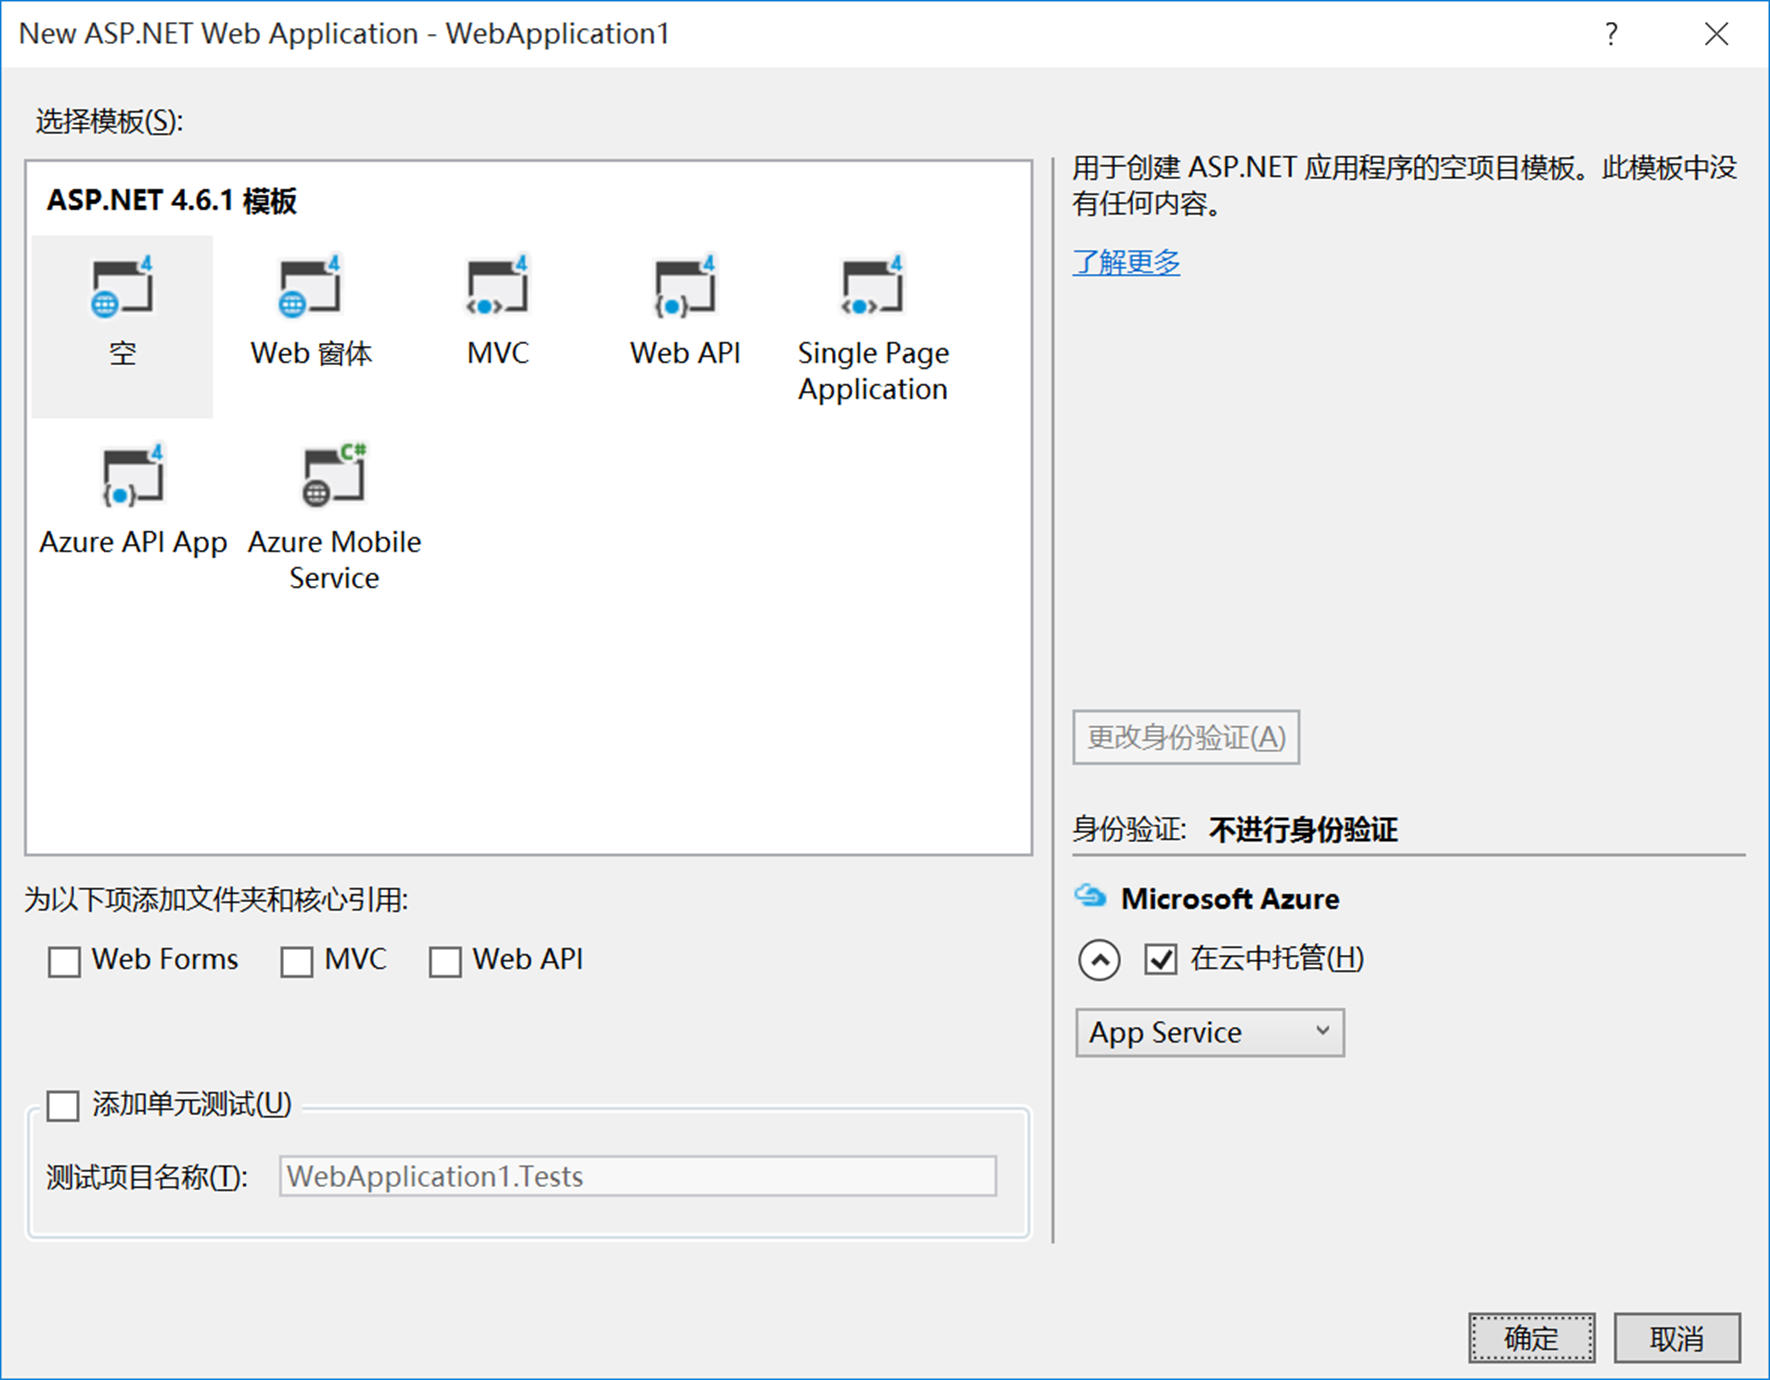 New ASP.NET Web Application - WebApplication1
?
选择模板(S):
ASP.NET 4.6.1 模板
4
空
4
Web 窗体
4
MVC
4
Web API
4
Single Page
Application
4
Azure API App
C#
Azure Mobile
Service
用于创建 ASP.NET 应用程序的空项目模板。此模板中没
有任何内容。
了解更多
更改身份验证(A)
身份验证: 不进行身份验证
Microsoft Azure
在云中托管(H)
App Service
为以下项添加文件夹和核心引用:
Web Forms MVC Web API
添加单元测试(U)
测试项目名称(T): WebApplication1.Tests
确定 取消